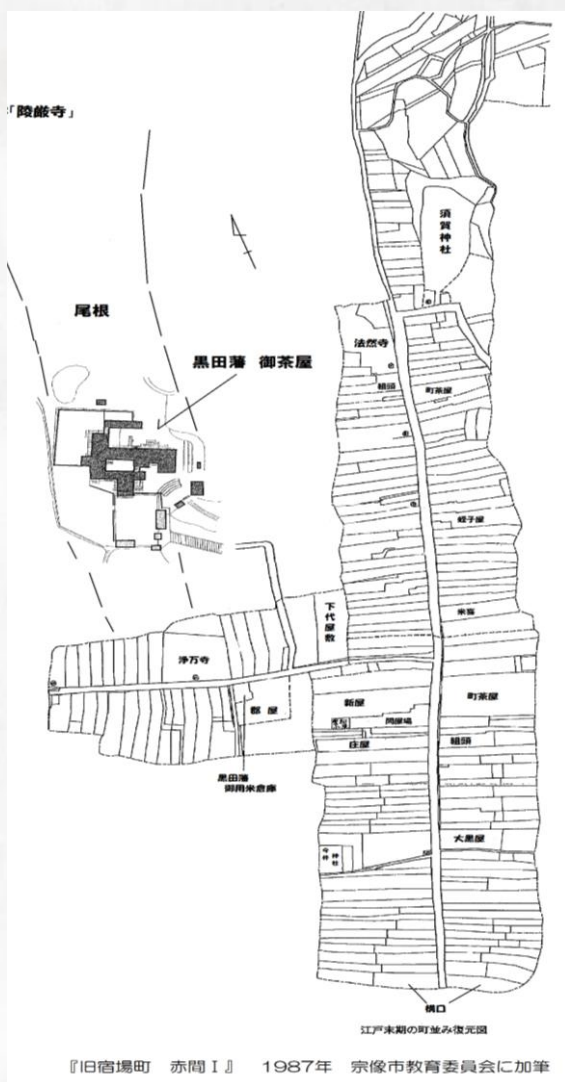 「陵厳寺」
須賀神社
尾根
法然寺
黒田藩 御茶屋
組頭
町茶屋
蛭子屋
米屋
下代屋敷
浄万寺
町茶屋
新屋
郡屋
問屋場
庄屋
組頭
黒田藩
御用米倉庫
大黒屋
神社
構口
江戸末期の町並み復元図
『旧宿場町 赤間Ⅰ』 1987年 宗像市教育委員会に加筆